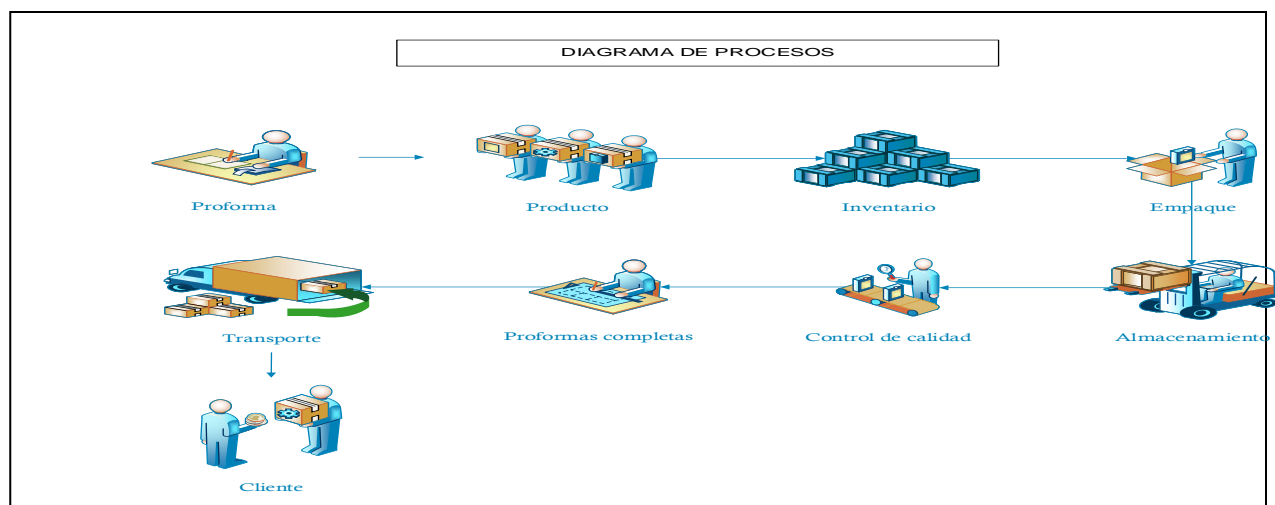 DIAGRAMA DE PROCESOS
Proforma
Producto
Inventario
Empaque
Transporte
Proformas completas
Control de calidad
Almacenamiento
Cliente